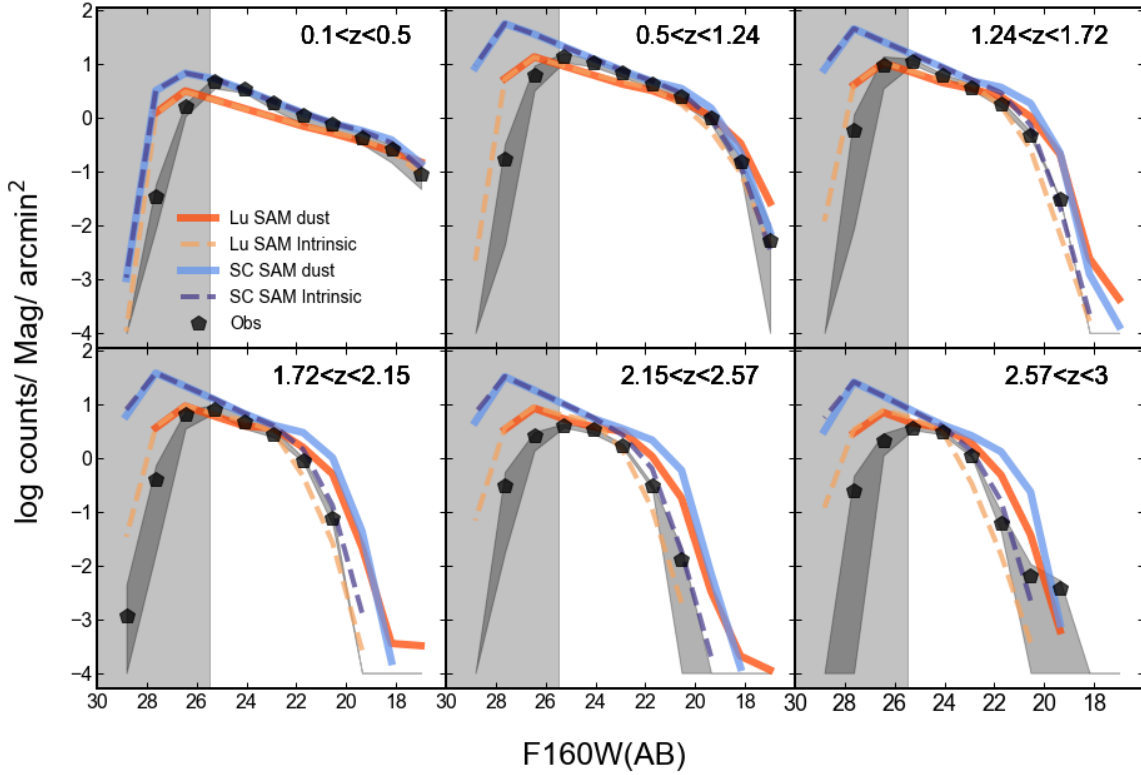 0.1<z<0.5
0.5<z<1.24
1.24<z<1.72
2
1
0
−1
−2
−3
−4
Lu SAM dust
Lu SAM Intrinsic
SC SAM dust
SC SAM Intrinsic
Obs
log counts/ Mag/ arcmin²
1.72<z<2.15
2.15<z<2.57
2.57<z<3
2
1
0
−1
−2
−3
−4
30 28 26 24 22 20 18 30 28 26 24 22 20 18 30 28 26 24 22 20 18
F160W(AB)